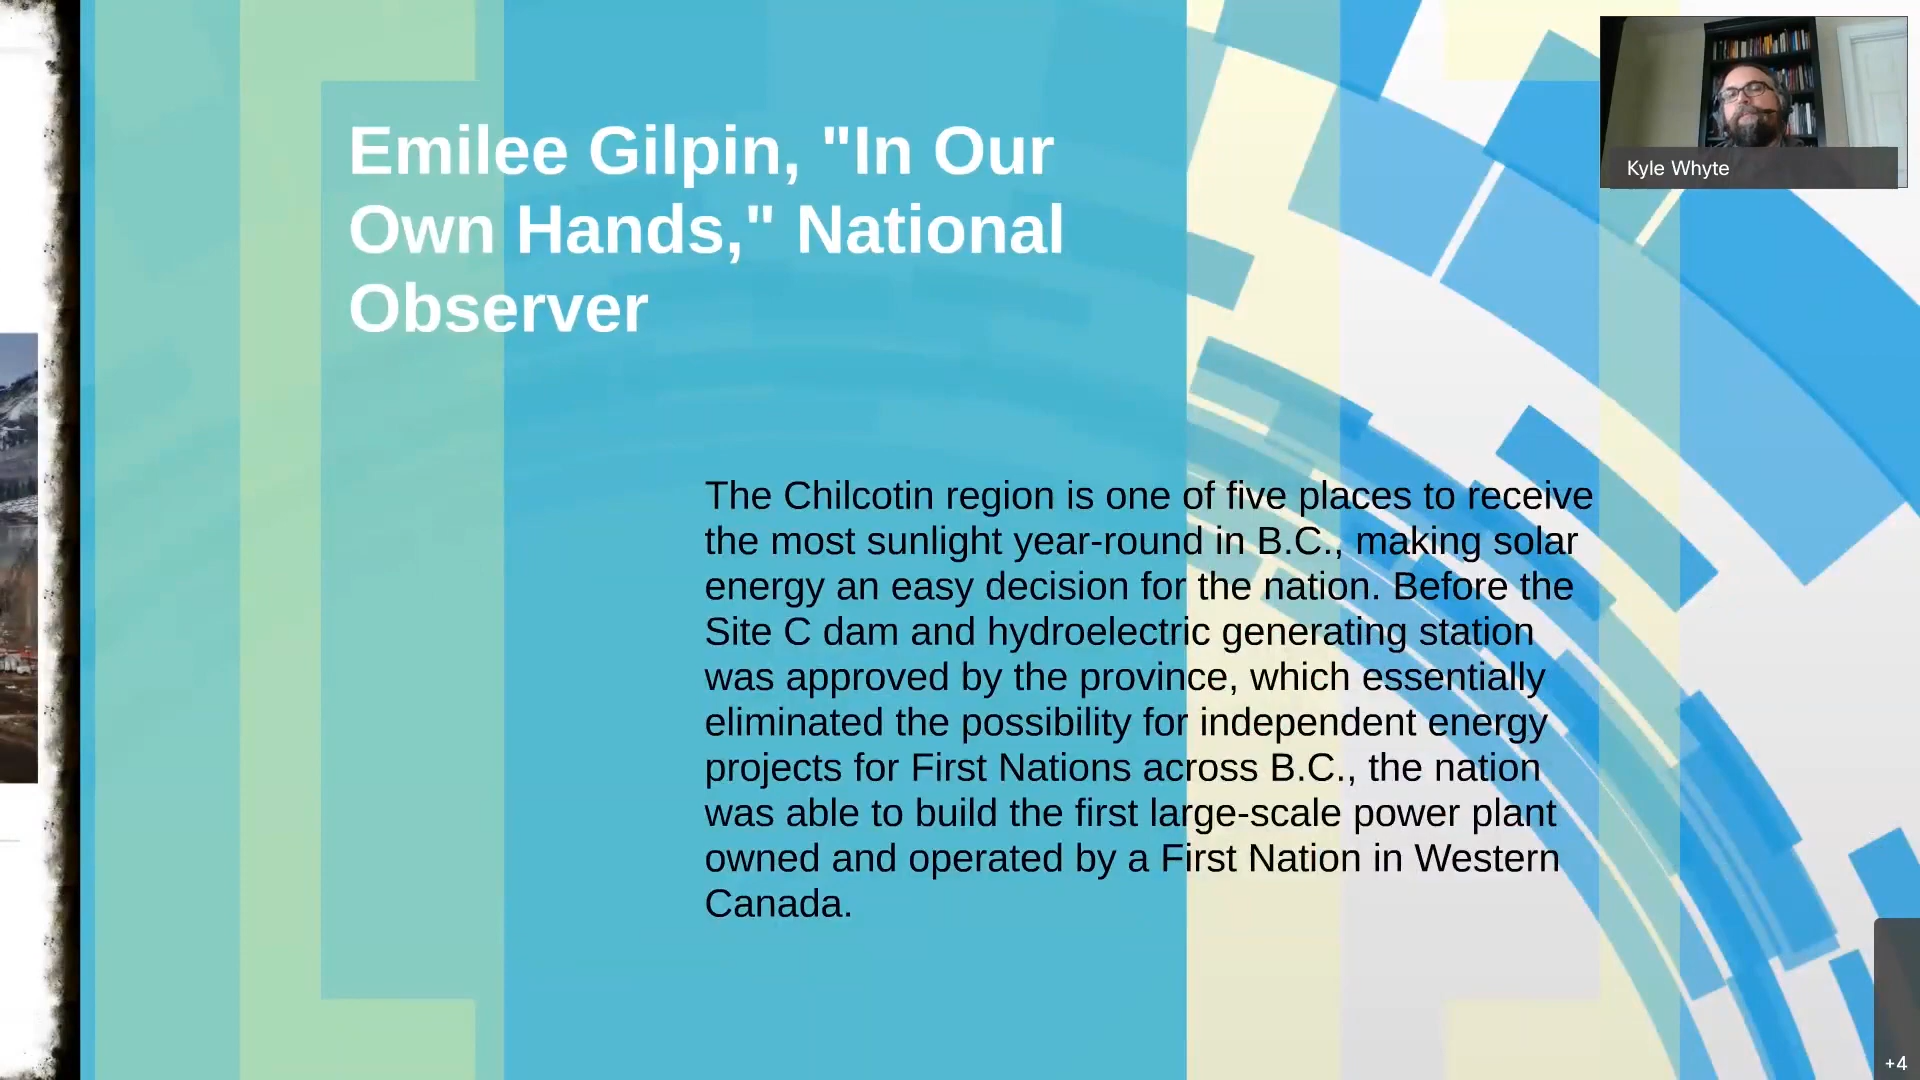 Emilee Gilpin, "In Our
Own Hands," National
Observer
Kyle Whyte
The Chilcotin region is one of five places to receive
the most sunlight year-round in B.C., making solar
energy an easy decision for the nation. Before the
Site C dam and hydroelectric generating station
was approved by the province, which essentially
eliminated the possibility for independent energy
projects for First Nations across B.C., the nation
was able to build the first large-scale power plant
owned and operated by a First Nation in Western
Canada.
+4